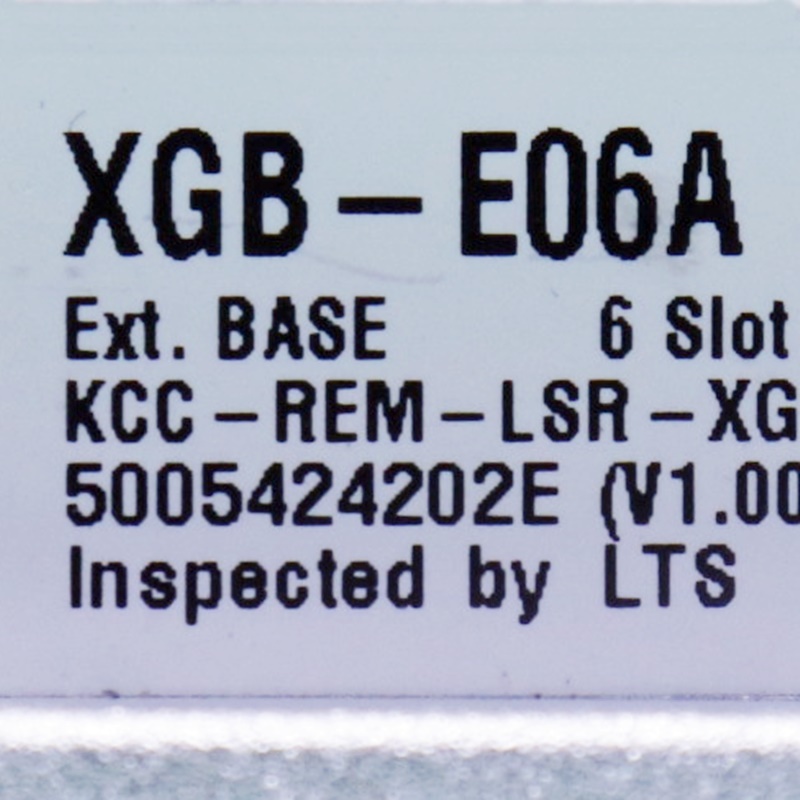 XGB-E06A
Ext. BASE 6 Slot
KCC-REM-LSR-XG
5005424202E (V1.00
Inspected by LTS